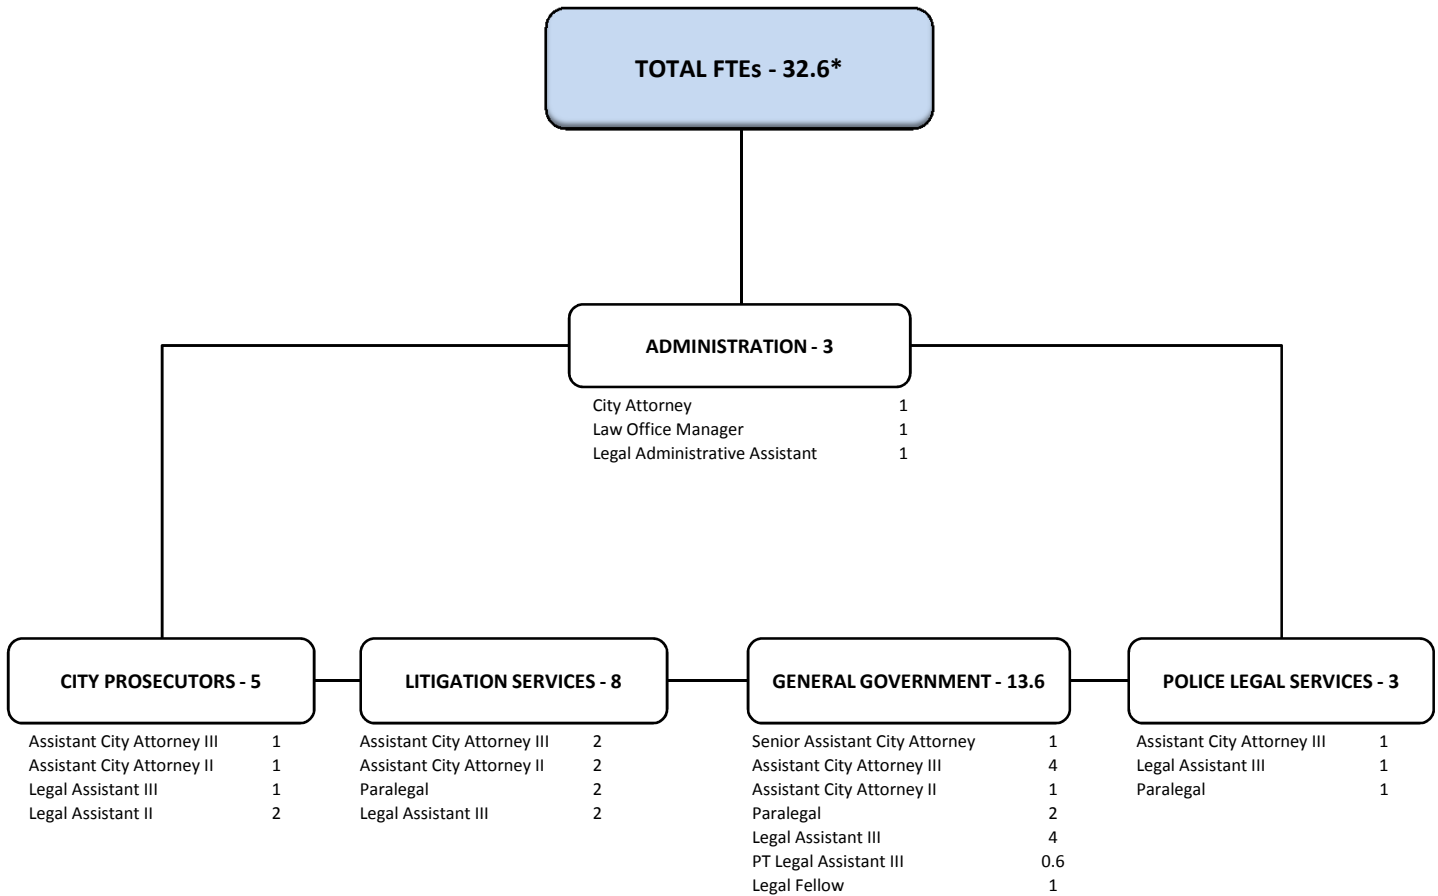 TOTAL FTEs - 32.6*
ADMINISTRATION - 3
City Attorney 1
Law Office Manager 1
Legal Administrative Assistant 1
CITY PROSECUTORS - 5
Assistant City Attorney III 1
Assistant City Attorney II 1
Legal Assistant III 1
Legal Assistant II 2
LITIGATION SERVICES - 8
Assistant City Attorney III 2
Assistant City Attorney II 2
Paralegal 2
Legal Assistant III 2
GENERAL GOVERNMENT - 13.6
Senior Assistant City Attorney 1
Assistant City Attorney III 4
Assistant City Attorney II 1
Paralegal 2
Legal Assistant III 4
PT Legal Assistant III 0.6
Legal Fellow 1
POLICE LEGAL SERVICES - 3
Assistant City Attorney III 1
Legal Assistant III 1
Paralegal 1